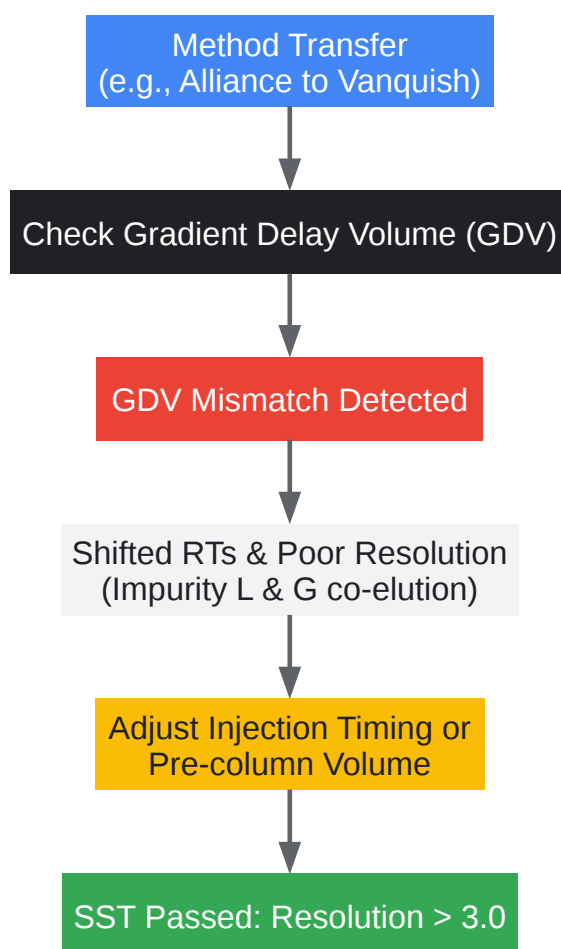 Method Transfer
(e.g., Alliance to Vanquish)
Check Gradient Delay Volume (GDV)
GDV Mismatch Detected
Shifted RTs & Poor Resolution
(Impurity L & G co-elution)
Adjust Injection Timing or
Pre-column Volume
SST Passed: Resolution > 3.0